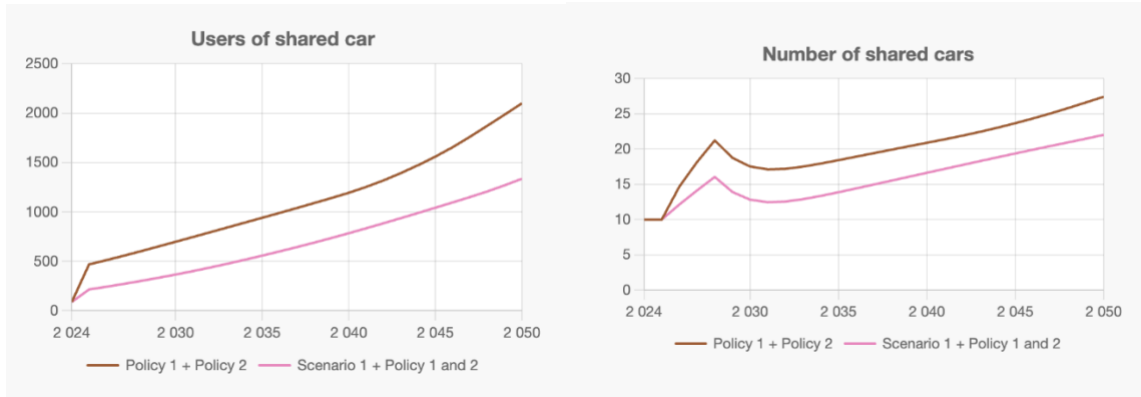 Users of shared car
2500
2000
1500
1000
500
0
2 024 2 030 2 035 2 040 2 045 2 050
Policy 1 + Policy 2 Scenario 1 + Policy 1 and 2
Number of shared cars
30
25
20
15
10
5
0
2 024 2 030 2 035 2 040 2 045 2 050
Policy 1 + Policy 2 Scenario 1 + Policy 1 and 2